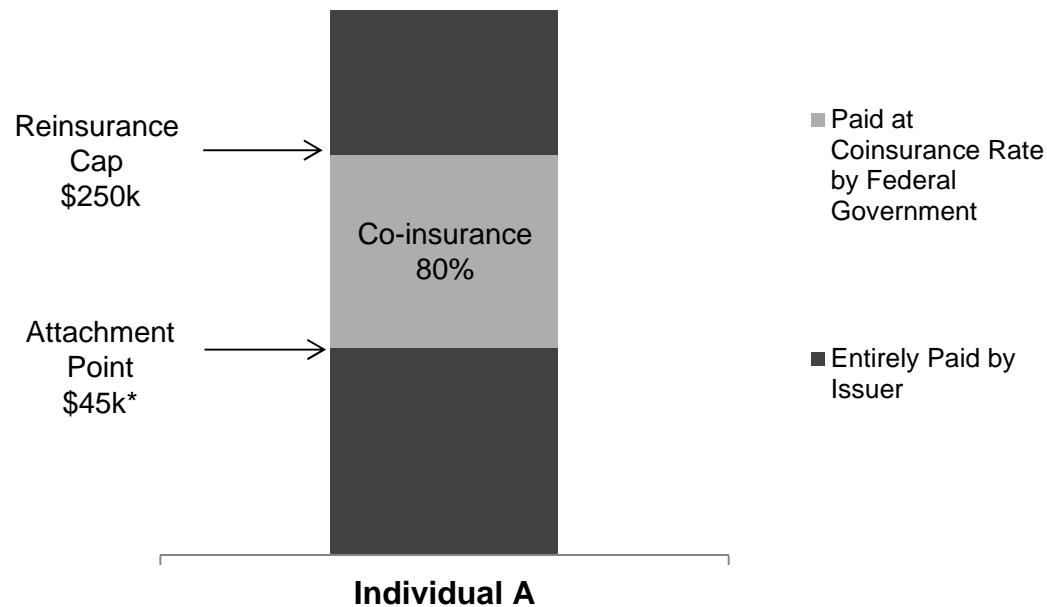 Reinsurance
Cap
$250k
Attachment
Point
$45k*
Co-insurance
80%
Paid at
Coinsurance Rate
by Federal
Government
Entirely Paid by
Issuer
Individual A